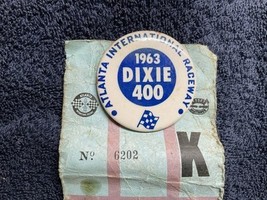 ATLANTA INTERNATIONAL RACEWAY
1963
DIXIE
400
Nº 6202
K